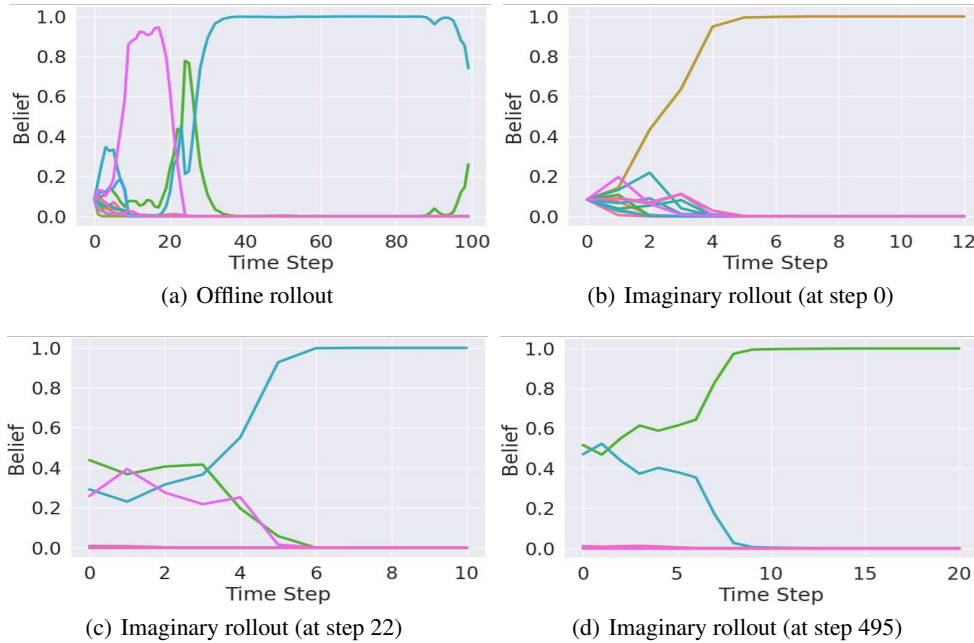 1.0
0.8
0.6
0.4
0.2
0.0
Belief
0 20 40 60 80 100
Time Step
(a) Offline rollout
1.0
0.8
0.6
0.4
0.2
0.0
Belief
0 2 4 6 8 10 12
Time Step
(b) Imaginary rollout (at step 0)
1.0
0.8
0.6
0.4
0.2
0.0
Belief
0 2 4 6 8 10
Time Step
(c) Imaginary rollout (at step 22)
1.0
0.8
0.6
0.4
0.2
0.0
Belief
0 5 10 15 20
Time Step
(d) Imaginary rollout (at step 495)